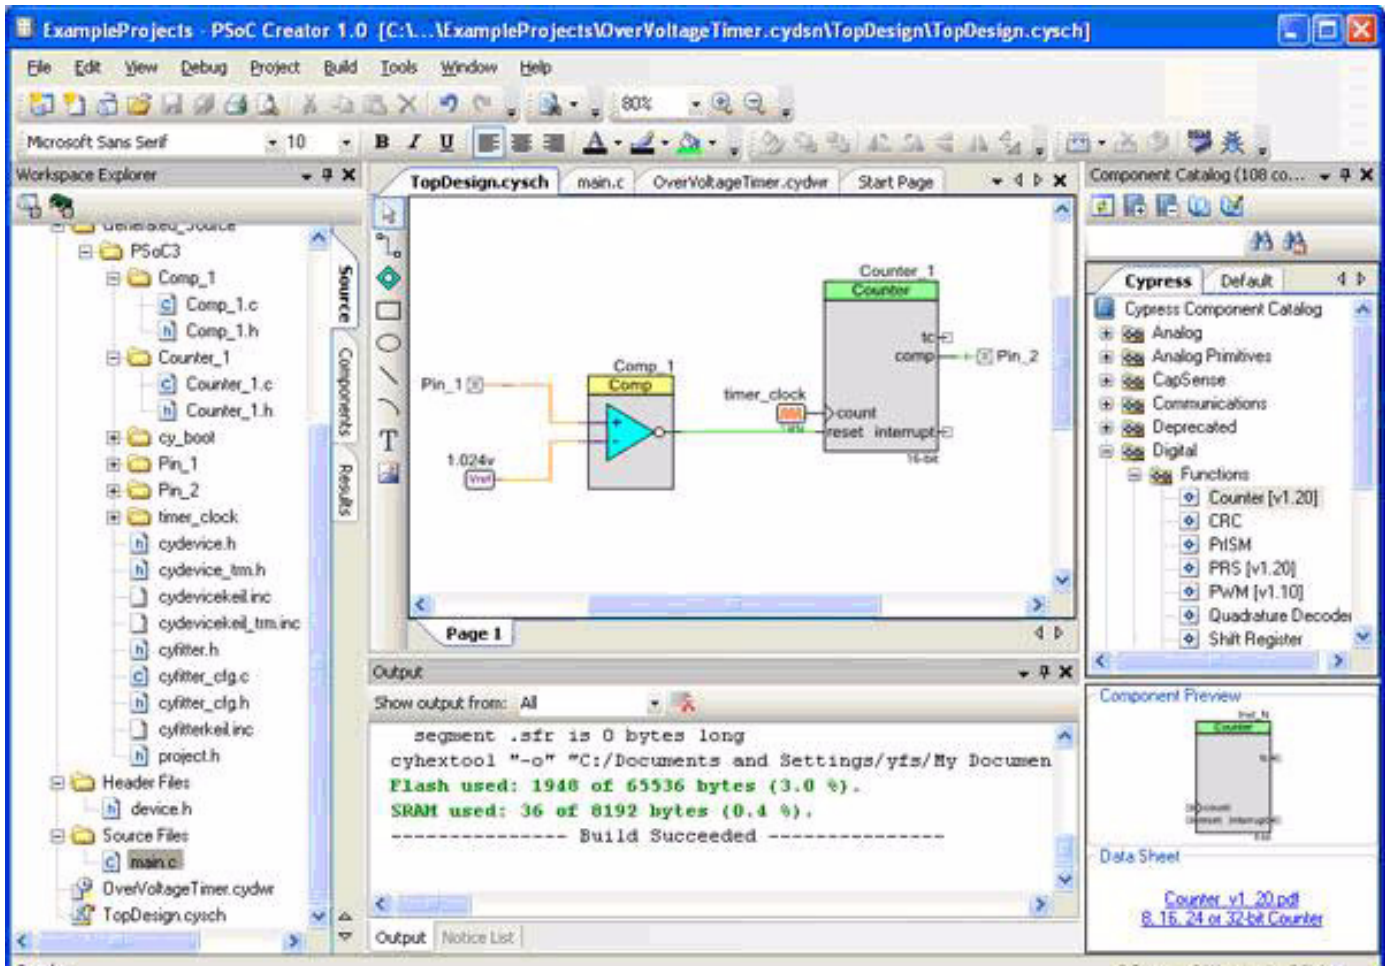 ExampleProjects - PSoC Creator 1.0 [C:\...\ExampleProjects\OverVoltageTimer.cydsn\TopDesign\TopDesign.cysch]
File Edit View Debug Project Build Tools Window Help
80%
Microsoft Sans Serif 10 B I U A
Workspace Explorer
Generated_Source
PSoC3
Comp_1
Comp_1.c
Comp_1.h
Counter_1
Counter_1.c
Counter_1.h
cy_boot
Pin_1
Pin_2
timer_clock
cydevice.h
cydevice_trm.h
cydevicekeil.inc
cydevicekeil_trm.inc
cyfitter.h
cyfitter_cfg.c
cyfitter_cfg.h
cyfitterkeil.inc
project.h
Header Files
device.h
Source Files
main.c
OverVoltageTimer.cydwr
TopDesign.cysch
Source
Components
Results
TopDesign.cysch main.c OverVoltageTimer.cydwr Start Page
T
Counter_1
Counter
tc
comp
Pin_2
count
reset interrupt
16-bit
timer_clock
Comp_1
Comp
Pin_1
1.024v
Vref
Page 1
Output
Show output from: All
segment .sfr is 0 bytes long
cyhextool "-o" "C:/Documents and Settings/yfs/My Documen
Flash used: 1948 of 65536 bytes (3.0 %).
SRAM used: 36 of 8192 bytes (0.4 %).
--------------- Build Succeeded ---------------
Output Notice List
Component Catalog (108 co...
Cypress Default
Cypress Component Catalog
Analog
Analog Primitives
CapSense
Communications
Deprecated
Digital
Functions
Counter [v1.20]
CRC
PrISM
PRS [v1.20]
PWM [v1.10]
Quadrature Decoder
Shift Register
Component Preview
Inst_N
Counter
tc
count
reset interrupt
Data Sheet
Counter_v1_20.pdf
8, 16, 24 or 32-bit Counter